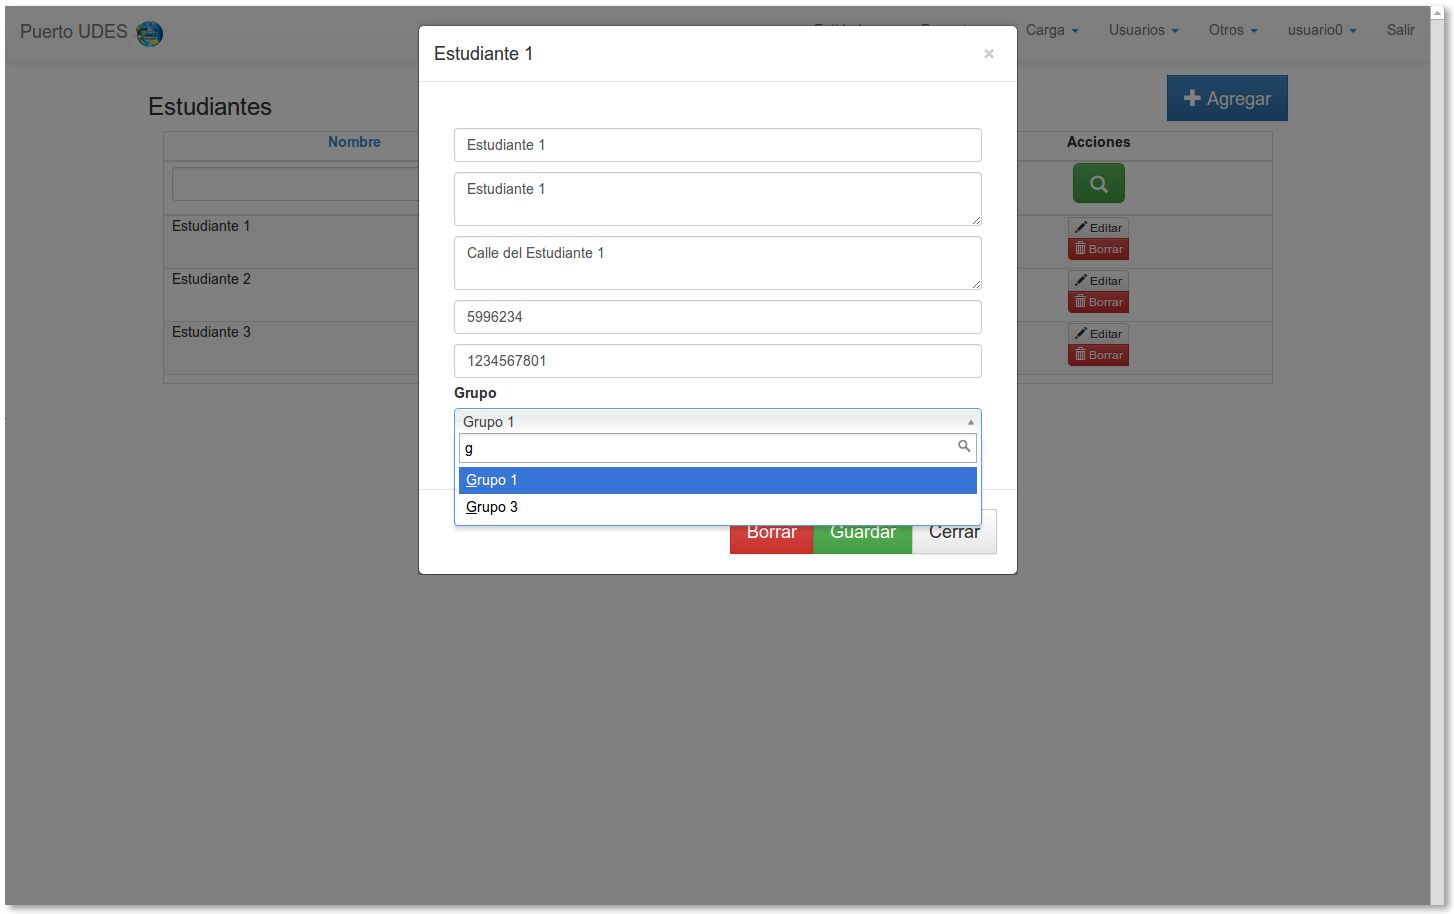 Puerto UDES
Carga
Usuarios
Otros
usuario0
Salir
Estudiante 1
×
Estudiantes
Agregar
Nombre
Acciones
Estudiante 1
Editar
Borrar
Estudiante 2
Editar
Borrar
Estudiante 3
Editar
Borrar
Estudiante 1
Estudiante 1
Calle del Estudiante 1
5996234
1234567801
Grupo
Grupo 1
g
Grupo 1
Grupo 3
Borrar
Guardar
Cerrar